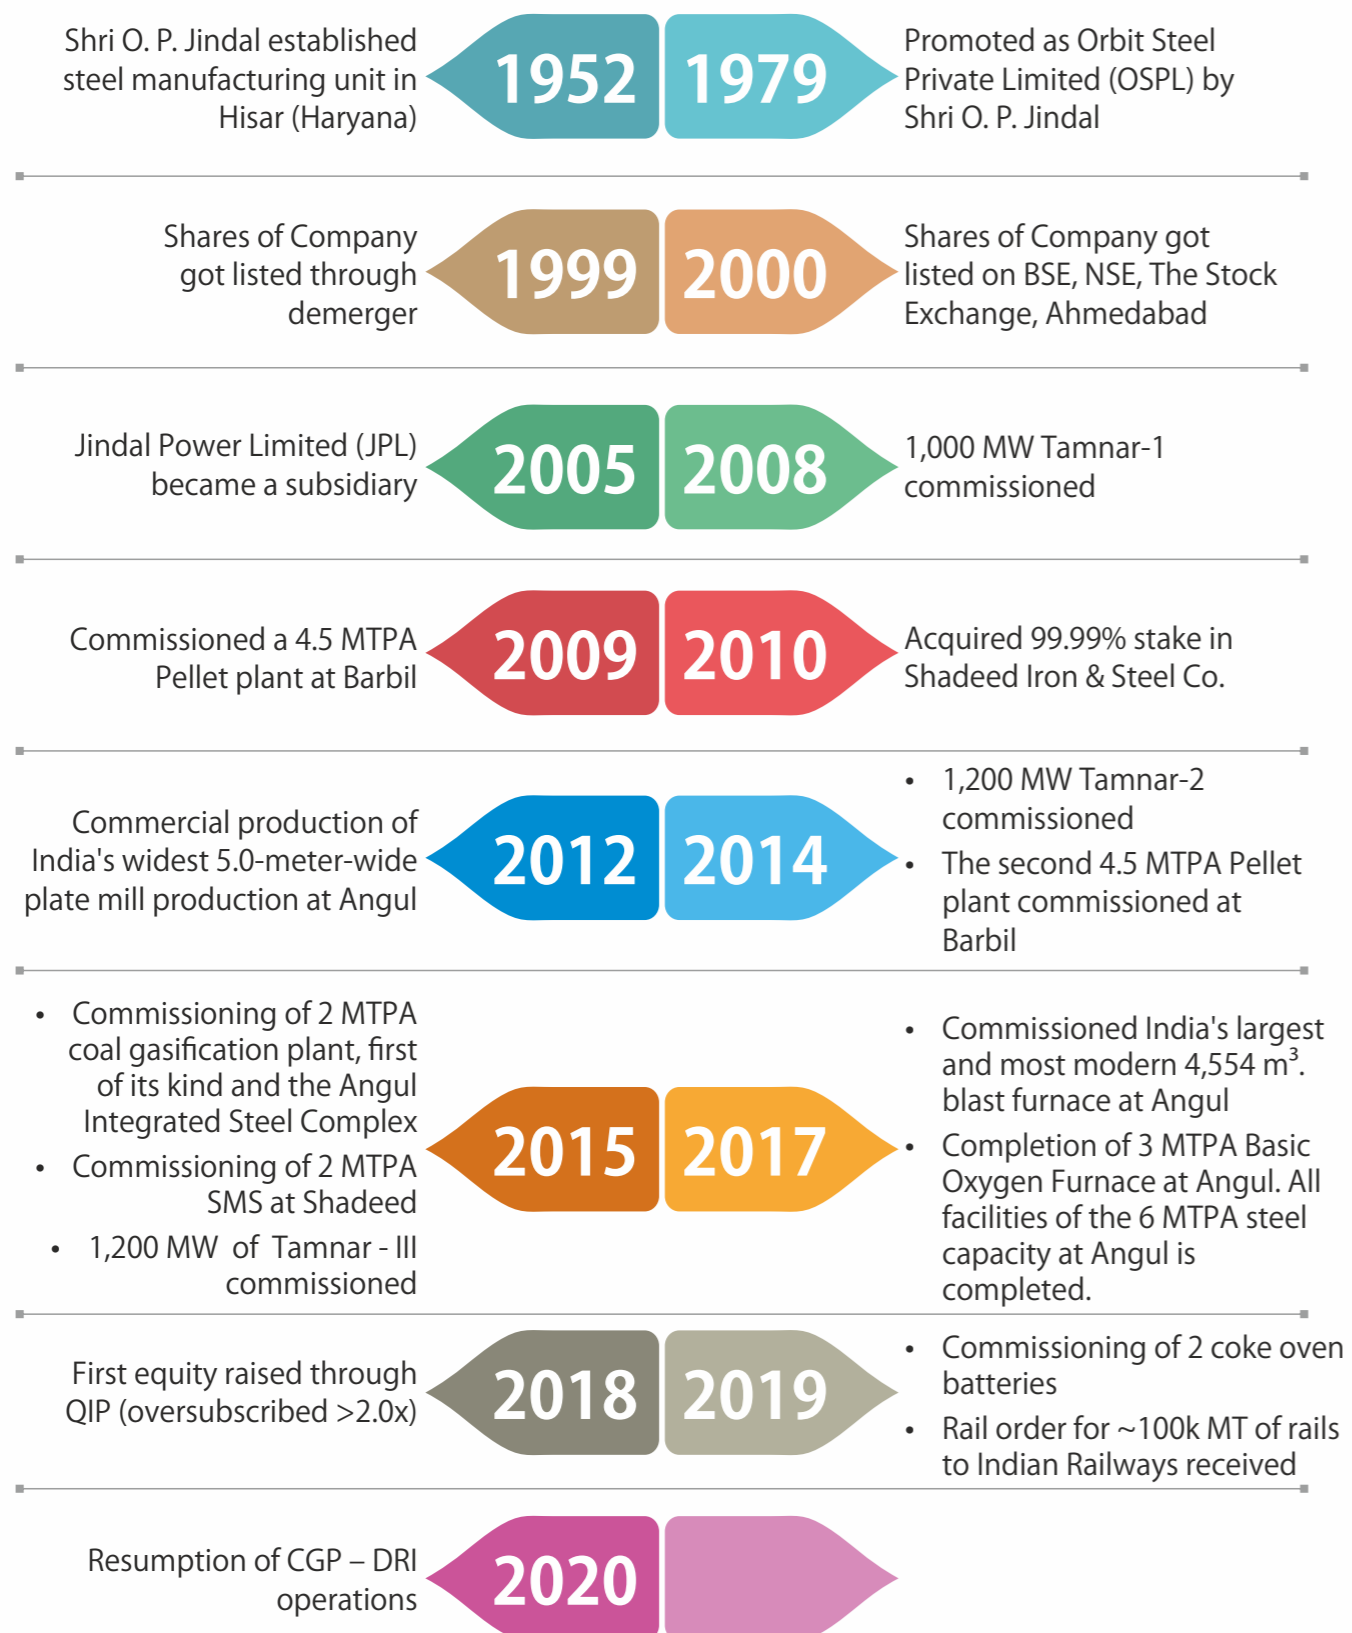 Shri O. P. Jindal established
steel manufacturing unit in
Hisar (Haryana)
1952
1979
Promoted as Orbit Steel
Private Limited (OSPL) by
Shri O. P. Jindal
Shares of Company
got listed through
demerger
1999
2000
Shares of Company got
listed on BSE, NSE, The Stock
Exchange, Ahmedabad
Jindal Power Limited (JPL)
became a subsidiary
2005
2008
1,000 MW Tamnar-1
commissioned
Commissioned a 4.5 MTPA
Pellet plant at Barbil
2009
2010
Acquired 99.99% stake in
Shadeed Iron & Steel Co.
Commercial production of
India's widest 5.0-meter-wide
plate mill production at Angul
2012
2014
• 1,200 MW Tamnar-2
commissioned
• The second 4.5 MTPA Pellet
plant commissioned at
Barbil
• Commissioning of 2 MTPA
coal gasification plant, first
of its kind and the Angul
Integrated Steel Complex
• Commissioning of 2 MTPA
SMS at Shadeed
• 1,200 MW of Tamnar - III
commissioned
2015
2017
• Commissioned India's largest
and most modern 4,554 m³.
blast furnace at Angul
• Completion of 3 MTPA Basic
Oxygen Furnace at Angul. All
facilities of the 6 MTPA steel
capacity at Angul is
completed.
First equity raised through
QIP (oversubscribed >2.0x)
2018
2019
• Commissioning of 2 coke oven
batteries
• Rail order for ~100k MT of rails
to Indian Railways received
Resumption of CGP – DRI
operations
2020